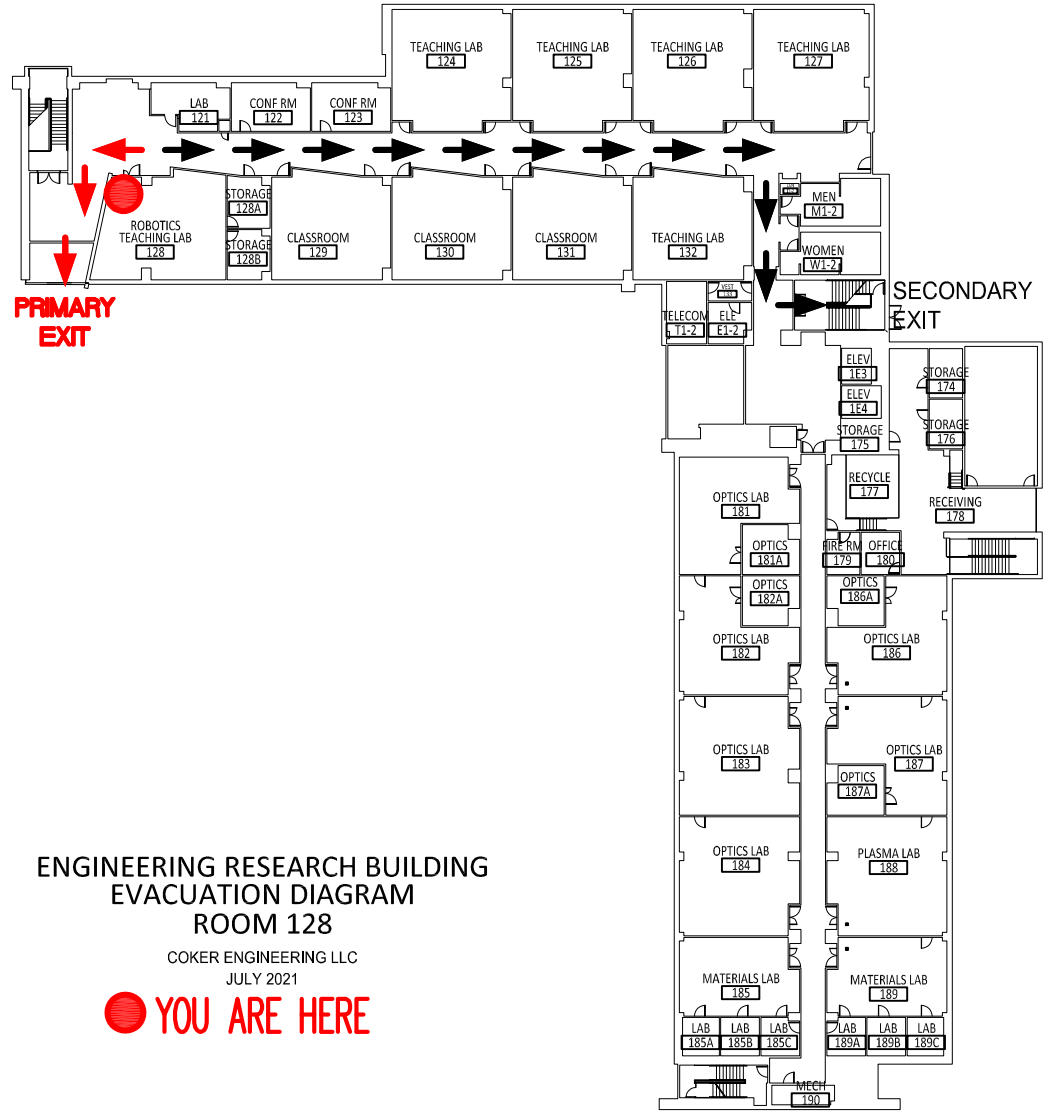 TEACHING LAB
124
TEACHING LAB
125
TEACHING LAB
126
TEACHING LAB
127
LAB
121
CONF RM
122
CONF RM
123
STORAGE
128A
ROBOTICS
TEACHING LAB
128
STORAGE
128B
CLASSROOM
129
CLASSROOM
130
CLASSROOM
131
TEACHING LAB
132
MEN
M1-2
WOMEN
W1-2
PRIMARY
EXIT
VEST
TELECOM
T1-2
ELE
E1-2
SECONDARY
EXIT
ELEV
1E3
ELEV
1E4
STORAGE
174
STORAGE
175
STORAGE
176
RECYCLE
177
RECEIVING
178
OPTICS LAB
181
OPTICS
181A
FIRE RM
179
OFFICE
180
OPTICS
182A
OPTICS
186A
OPTICS LAB
182
OPTICS LAB
186
OPTICS LAB
183
OPTICS LAB
187
OPTICS
187A
OPTICS LAB
184
PLASMA LAB
188
MATERIALS LAB
185
MATERIALS LAB
189
LAB
185A
LAB
185B
LAB
185C
LAB
189A
LAB
189B
LAB
189C
MECH
190
ENGINEERING RESEARCH BUILDING
EVACUATION DIAGRAM
ROOM 128
COKER ENGINEERING LLC
JULY 2021
YOU ARE HERE